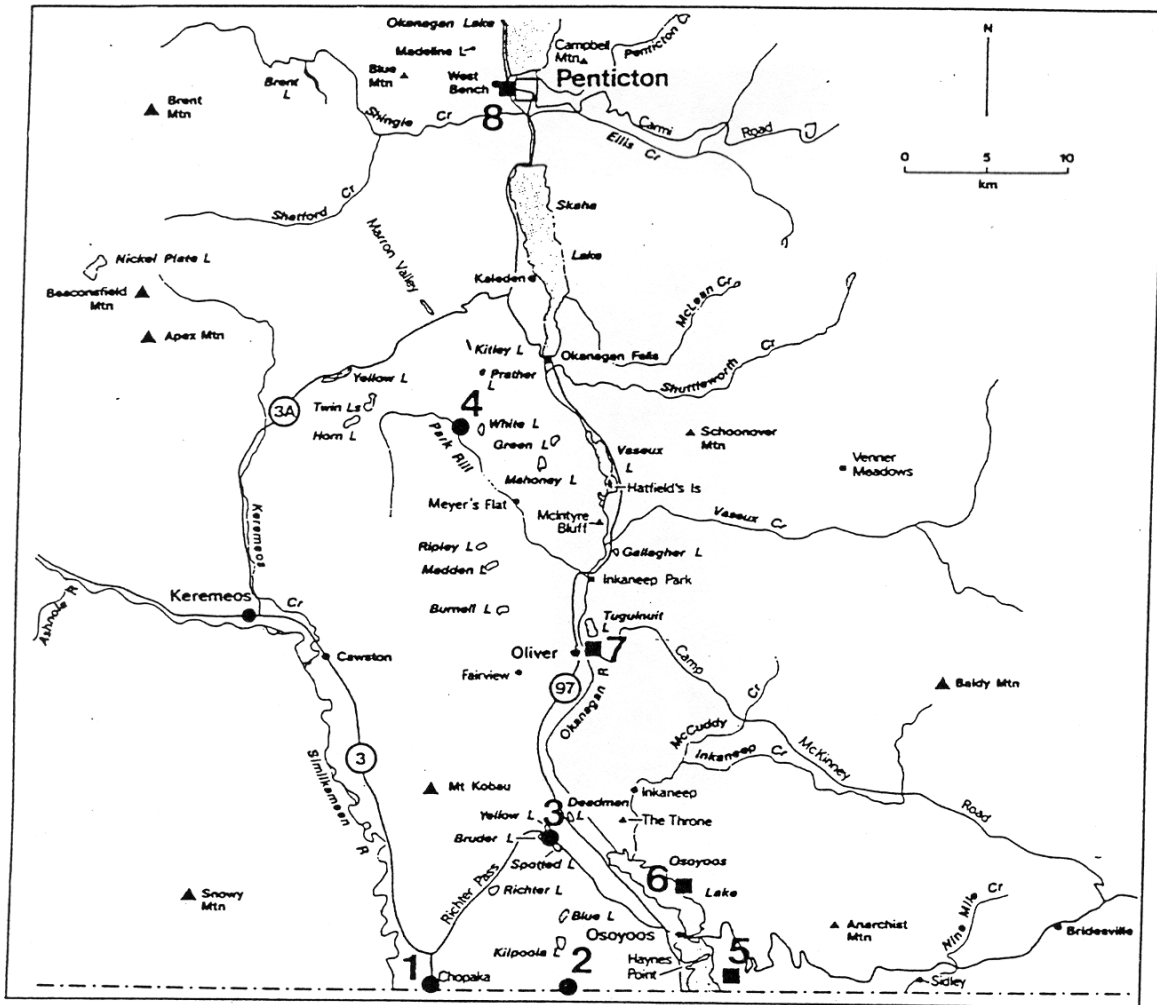 Okanagan Lake
Madeline L
Campbell
Mtn
Penticton Cr
N
Brent
L
Blue
Mtn
West
Bench
Penticton
Brent
Mtn
8
Shingle Cr
Carmi Road
Ellis Cr
0 5 10
km
Shatford Cr
Skaha
Lake
Marron Valley
Nickel Plate L
Kaleden
Beaconsfield
Mtn
McLean Cr
Apex Mtn
Kitley L
Okanagan Falls
Shuttleworth Cr
Yellow L
Prather
L
3A
Twin Ls
Horn L
4
White L
Park Rill
Green L
Vaseux
L
Schoonover
Mtn
Venner
Meadows
Mahoney L
Hatfield's Is
Meyer's Flat
McIntyre
Bluff
Vaseux Cr
Keremeos Cr
Ripley L
Gallagher L
Madden L
Inkaneep Park
Ashnola R
Keremeos
Burnell L
Tugulnuit
L
Cawston
Oliver
7
Fairview
97
Okanagan R
Camp McKinney Road
Baldy Mtn
McCuddy Cr
Inkaneep Cr
3
Similkameen R
Mt Kobau
Inkaneep
Yellow L
3
Deadman
L
The Throne
Bruder L
Spotted L
Osoyoos
Lake
6
Snowy
Mtn
Richter Pass
Richter L
Blue L
Anarchist
Mtn
Nine Mile Cr
Bridesville
Osoyoos
Kilpoola
L
Haynes
Point
5
1
Chopaka
2
Sidley